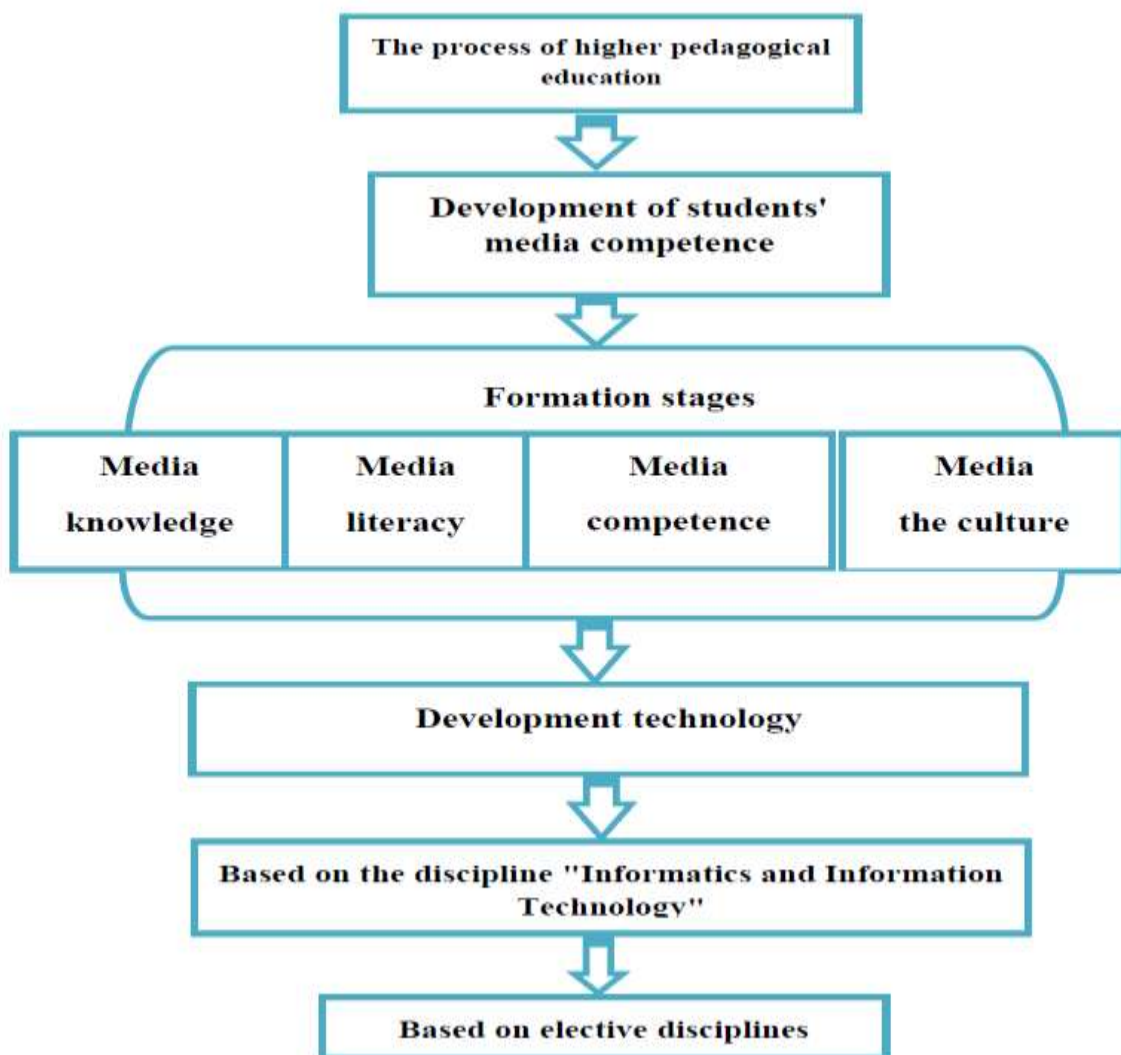 The process of higher pedagogical
education
Development of students'
media competence
Formation stages
Media
knowledge
Media
literacy
Media
competence
Media
the culture
Development technology
Based on the discipline "Informatics and Information
Technology"
Based on elective disciplines